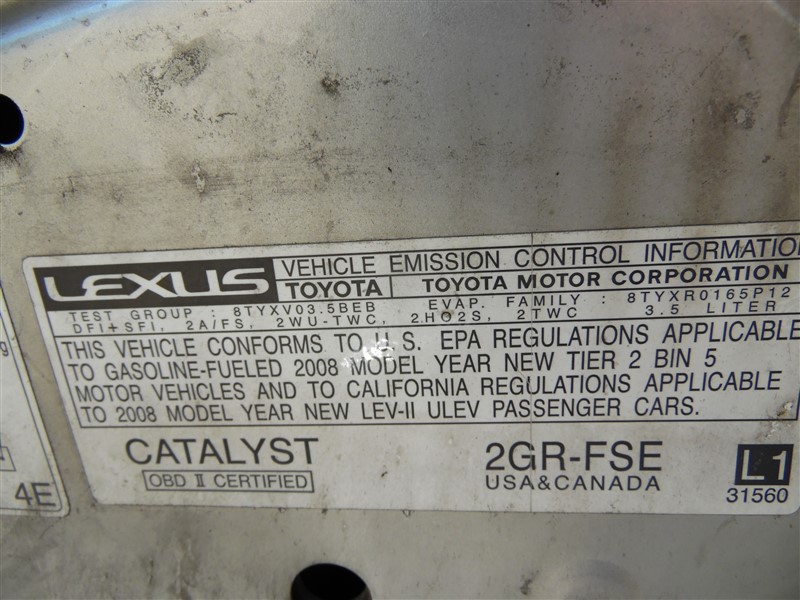 LEXUS VEHICLE EMISSION CONTROL INFORMATIO
TOYOTA TOYOTA MOTOR CORPORATION
TEST GROUP : 8TYXV03.5BEB EVAP. FAMILY : 8TYXR0165P12
DFI+SFI, 2A/FS, 2WU-TWC, 2HO2S, 2TWC 3.5 LITER
THIS VEHICLE CONFORMS TO U.S. EPA REGULATIONS APPLICABLE
TO GASOLINE-FUELED 2008 MODEL YEAR NEW TIER 2 BIN 5
MOTOR VEHICLES AND TO CALIFORNIA REGULATIONS APPLICABLE
TO 2008 MODEL YEAR NEW LEV-II ULEV PASSENGER CARS.
CATALYST
OBD II CERTIFIED
2GR-FSE
USA&CANADA
L1
31560
g
4E